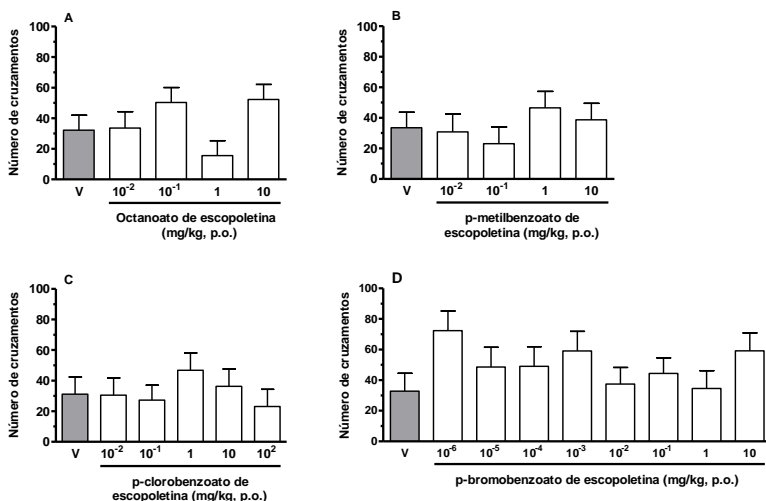 A
Número de cruzamentos
100
80
60
40
20
0
V 10⁻² 10⁻¹ 1 10
Octanoato de escopoletina
(mg/kg, p.o.)
B
Número de cruzamentos
100
80
60
40
20
0
V 10⁻² 10⁻¹ 1 10
p-metilbenzoato de
escopoletina (mg/kg, p.o.)
C
Número de cruzamentos
100
80
60
40
20
0
V 10⁻² 10⁻¹ 1 10 10²
p-clorobenzoato de
escopoletina (mg/kg, p.o.)
D
Número de cruzamentos
100
80
60
40
20
0
V 10⁻⁶ 10⁻⁵ 10⁻⁴ 10⁻³ 10⁻² 10⁻¹ 1 10
p-bromobenzoato de escopoletina (mg/kg, p.o.)